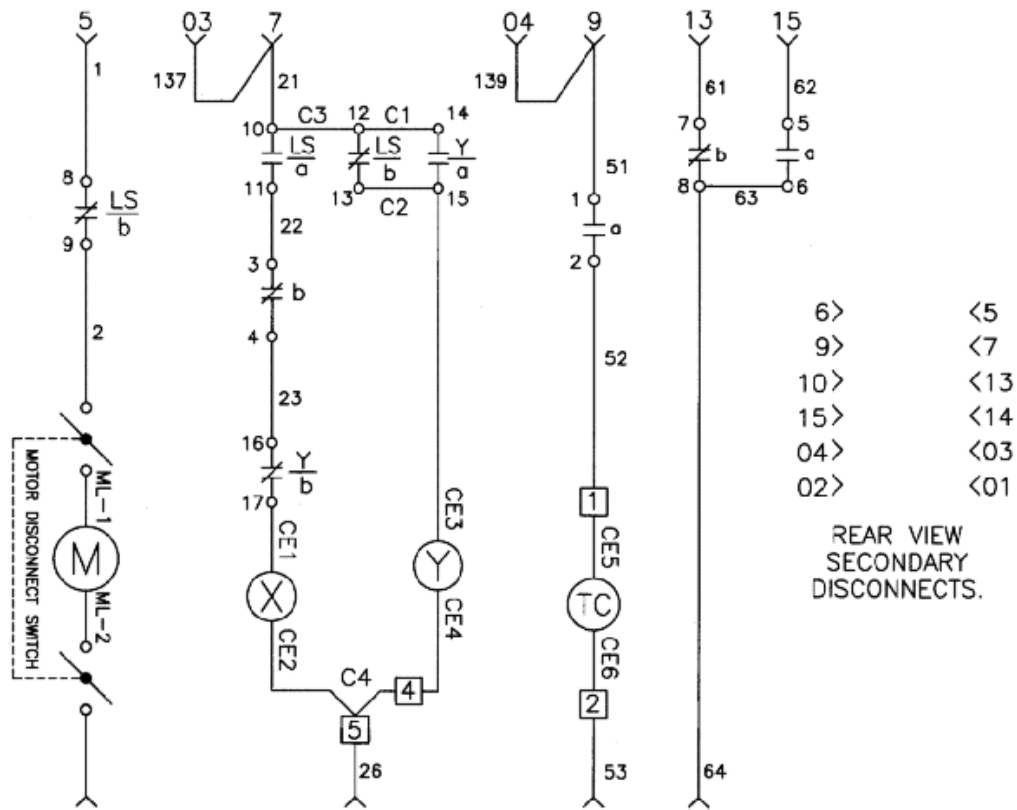 5 03 7 04 9 13 15
1 137 21 139 61 62
C3 C1
10 12 14 7 5
LS/a LS/b Y/a 51 b a
8 11 13 C2 15 1 8 63 6
LS/b 22 a
9 3 2
b
2 4 52
23
16
Y/b
17
6> <5
9> <7
10> <13
15> <14
04> <03
02> <01
REAR VIEW
SECONDARY
DISCONNECTS.
MOTOR DISCONNECT SWITCH
ML-1
M
ML-2
CE1
X
CE2
CE3
Y
CE4
C4
4
5
26
1
CE5
TC
CE6
2
53
64